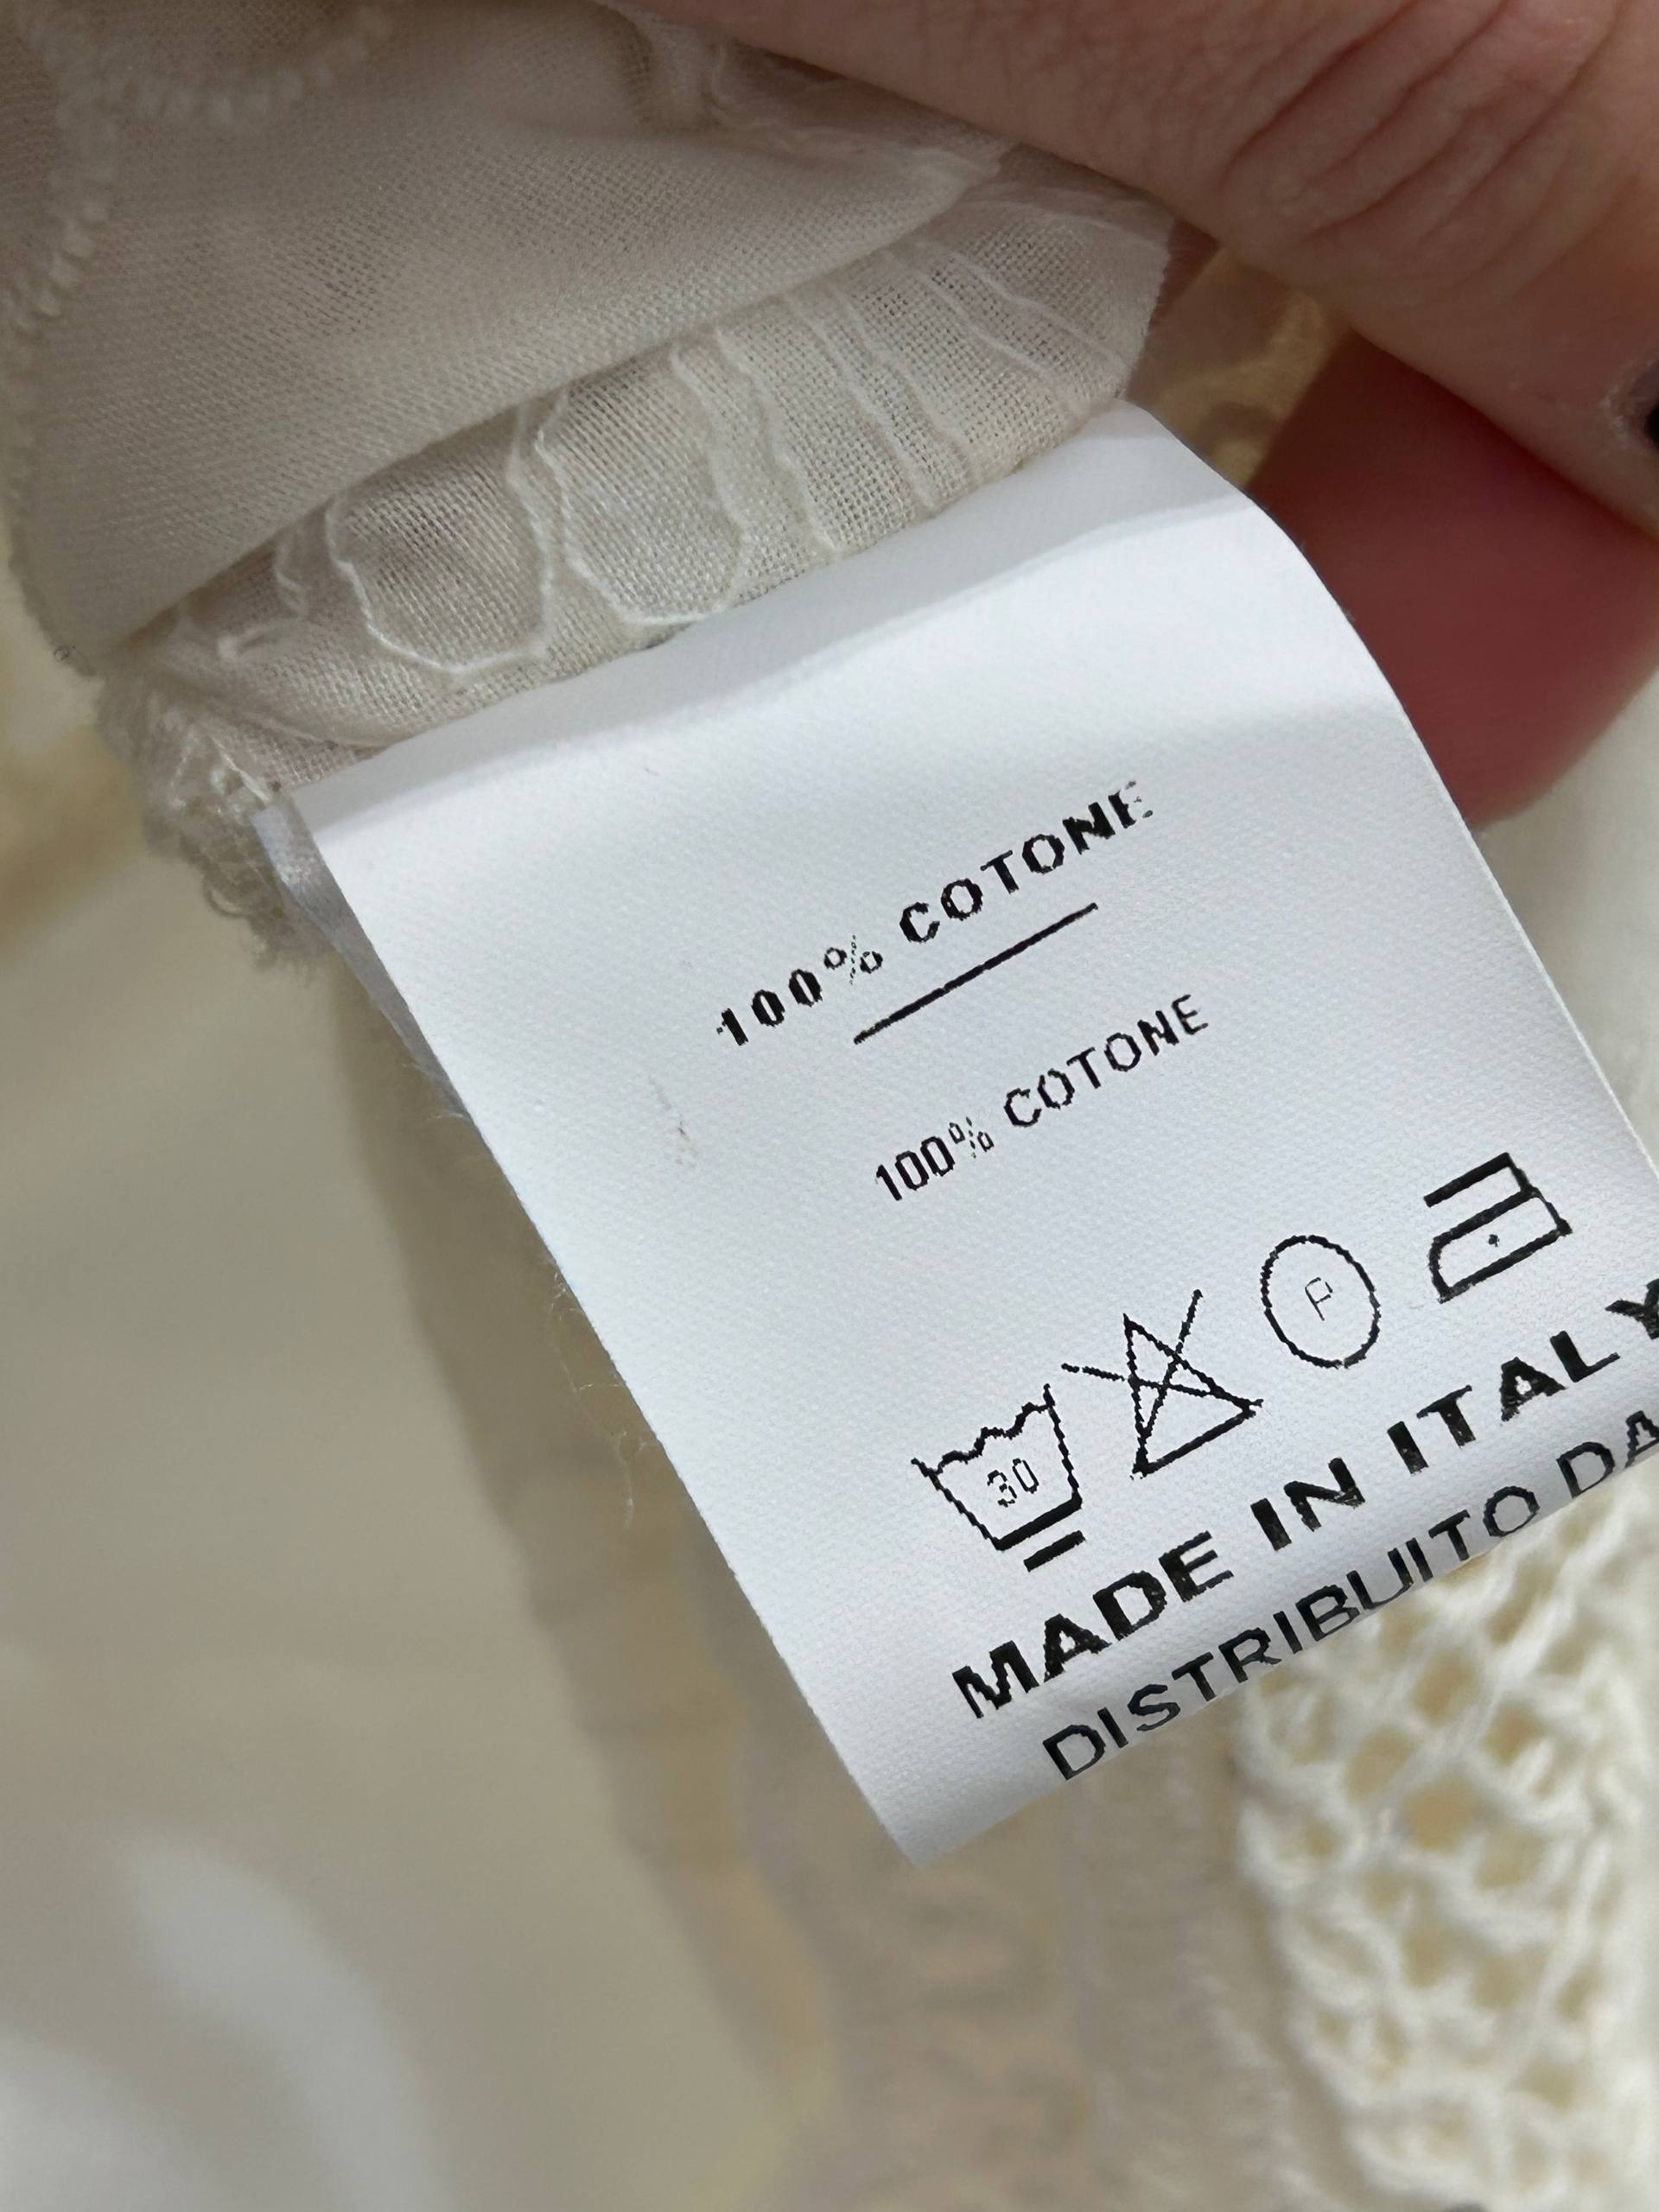 100% COTONE
100% COTONE
30
P
MADE IN ITALY
DISTRIBUITO DA